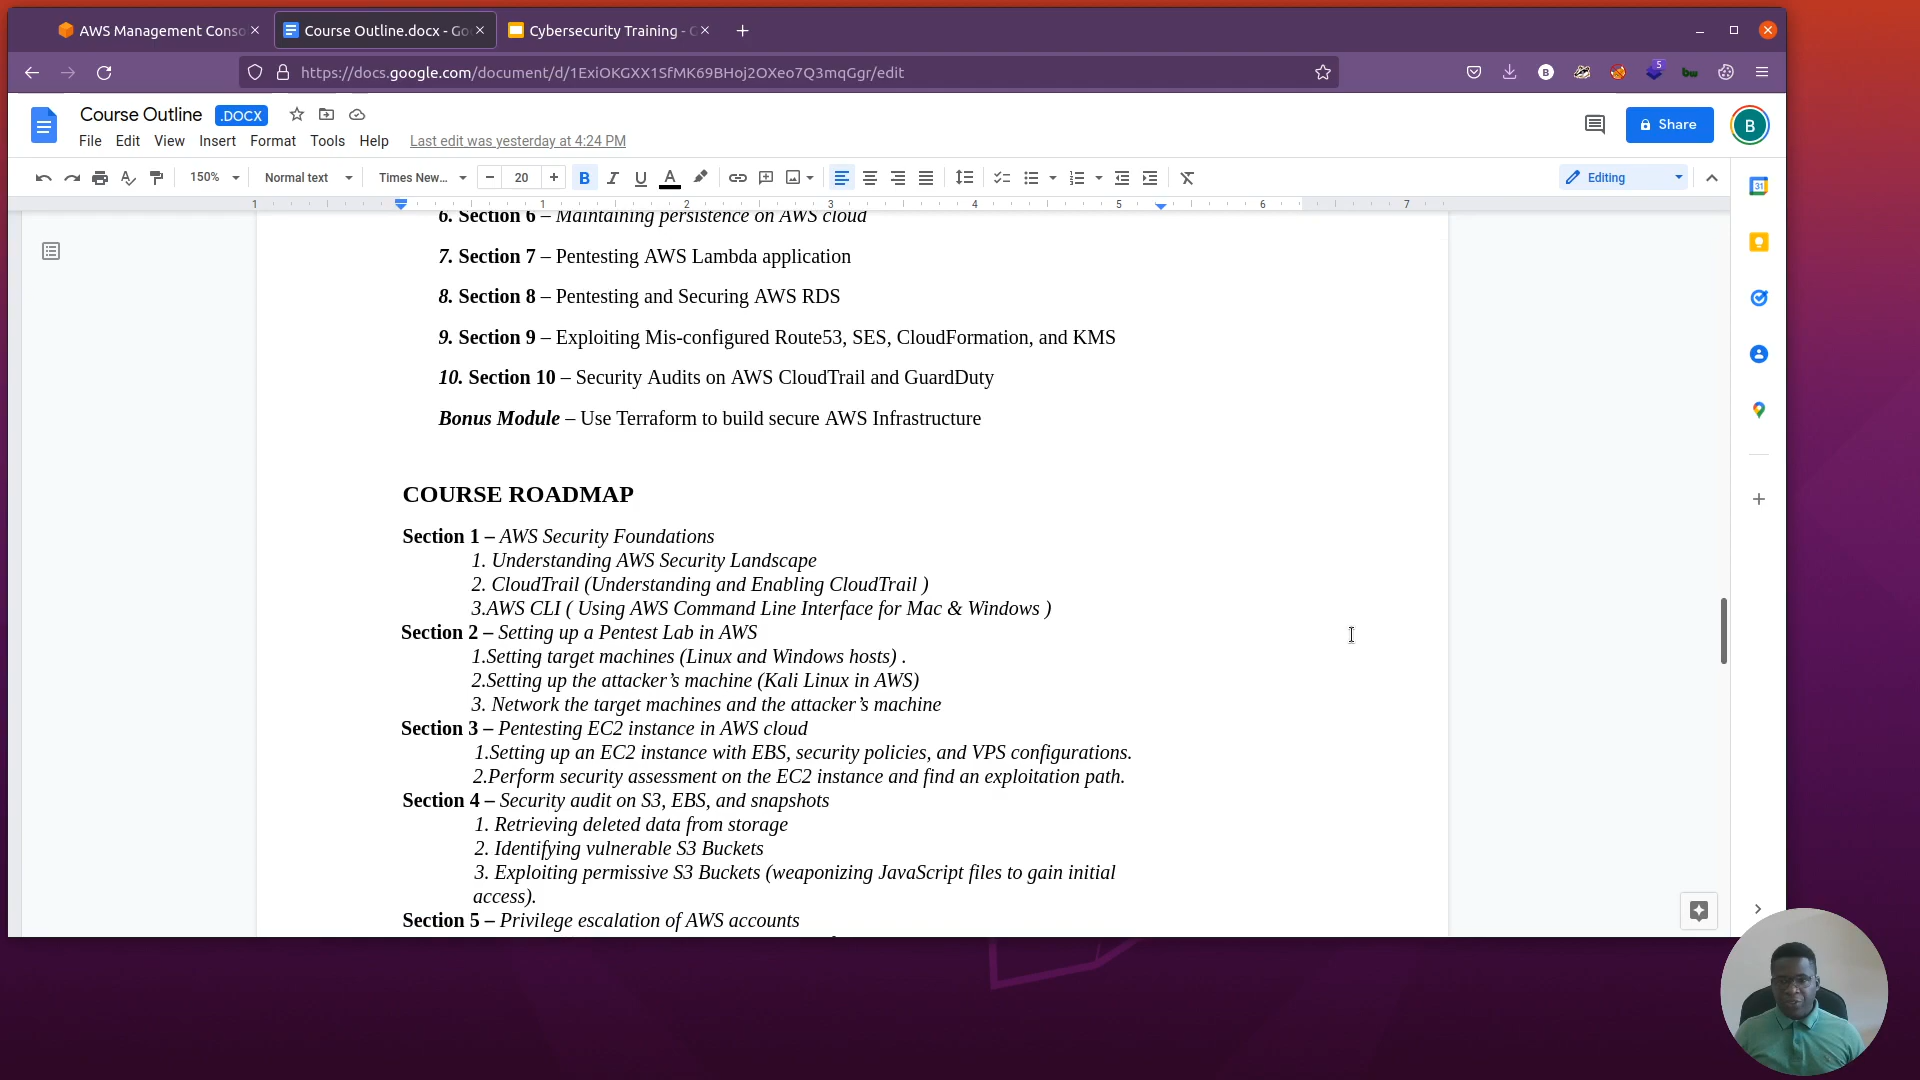 AWS Management Conso
Course Outline.docx - Go
Cybersecurity Training - G
https://docs.google.com/document/d/1ExiOKGXX1SfMK69BHoj2OXeo7Q3mqGgr/edit
5
B
bw
Course Outline .DOCX
Share
B
File Edit View Insert Format Tools Help Last edit was yesterday at 4:24 PM
150% Normal text Times New... 20 Editing
31
1 1 2 3 4 5 6 7
6. Section 6 – Maintaining persistence on AWS cloud
7. Section 7 – Pentesting AWS Lambda application
8. Section 8 – Pentesting and Securing AWS RDS
9. Section 9 – Exploiting Mis-configured Route53, SES, CloudFormation, and KMS
10. Section 10 – Security Audits on AWS CloudTrail and GuardDuty
Bonus Module – Use Terraform to build secure AWS Infrastructure
COURSE ROADMAP
Section 1 – AWS Security Foundations
1. Understanding AWS Security Landscape
2. CloudTrail (Understanding and Enabling CloudTrail )
3.AWS CLI ( Using AWS Command Line Interface for Mac & Windows )
Section 2 – Setting up a Pentest Lab in AWS
1.Setting target machines (Linux and Windows hosts) .
2.Setting up the attacker’s machine (Kali Linux in AWS)
3. Network the target machines and the attacker’s machine
Section 3 – Pentesting EC2 instance in AWS cloud
1.Setting up an EC2 instance with EBS, security policies, and VPS configurations.
2.Perform security assessment on the EC2 instance and find an exploitation path.
Section 4 – Security audit on S3, EBS, and snapshots
1. Retrieving deleted data from storage
2. Identifying vulnerable S3 Buckets
3. Exploiting permissive S3 Buckets (weaponizing JavaScript files to gain initial
access).
Section 5 – Privilege escalation of AWS accounts